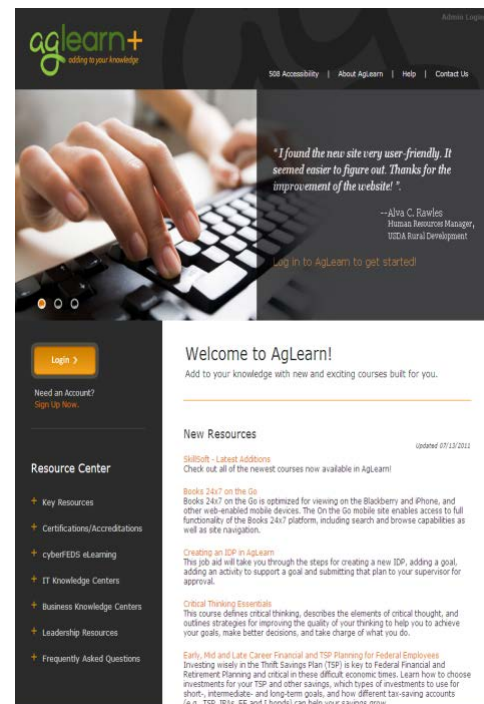 Admin Login
aglearn+
adding to your knowledge
508 Accessibility | About AgLearn | Help | Contact Us
" I found the new site very user-friendly. It
seemed easier to figure out. Thanks for the
improvement of the website! ".
---Alva C. Rawles
Human Resources Manager,
USDA Rural Development
Log in to AgLearn to get started!
Login >
Need an Account?
Sign Up Now.
Resource Center
+ Key Resources
+ Certifications/Accreditations
+ cyberFEDS eLearning
+ IT Knowledge Centers
+ Business Knowledge Centers
+ Leadership Resources
+ Frequently Asked Questions
Welcome to AgLearn!
Add to your knowledge with new and exciting courses built for you.
New Resources
Updated 07/13/2011
SkillSoft - Latest Additions
Check out all of the newest courses now available in AgLearn!
Books 24x7 on the Go
Books 24x7 on the Go is optimized for viewing on the Blackberry and iPhone, and
other web-enabled mobile devices. The On the Go mobile site enables access to full
functionality of the Books 24x7 platform, including search and browse capabilities as
well as site navigation.
Creating an IDP in AgLearn
This job aid will take you through the steps for creating a new IDP, adding a goal,
adding an activity to support a goal and submitting that plan to your supervisor for
approval.
Critical Thinking Essentials
This course defines critical thinking, describes the elements of critical thought, and
outlines strategies for improving the quality of your thinking to help you to achieve
your goals, make better decisions, and take charge of what you do.
Early, Mid and Late Career Financial and TSP Planning for Federal Employees
Investing wisely in the Thrift Savings Plan (TSP) is key to Federal Financial and
Retirement Planning and critical in these difficult economic times. Learn how to choose
investments for your TSP and other savings, which types of investments to use for
short-, intermediate- and long-term goals, and how different tax-saving accounts
(e.g., TSP, IRAs, EE and I bonds) can help your savings grow.